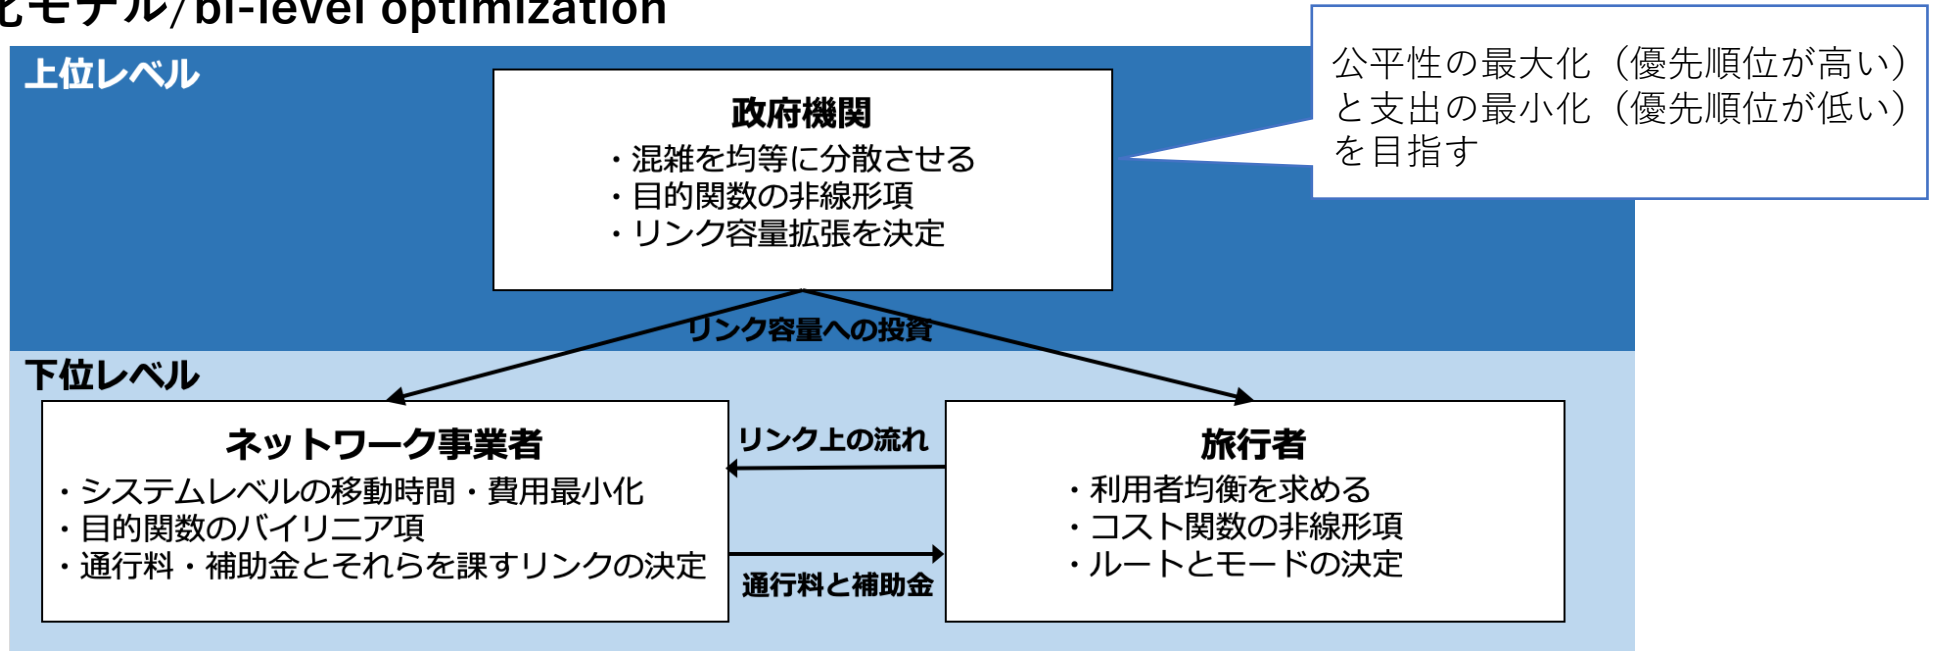 化モデル/bi-level optimization
上位レベル
政府機関
・混雑を均等に分散させる
・目的関数の非線形項
・リンク容量拡張を決定
公平性の最大化（優先順位が高い）
と支出の最小化（優先順位が低い）
を目指す
リンク容量への投資
下位レベル
ネットワーク事業者
・システムレベルの移動時間・費用最小化
・目的関数のバイリニア項
・通行料・補助金とそれらを課すリンクの決定
リンク上の流れ
通行料と補助金
旅行者
・利用者均衡を求める
・コスト関数の非線形項
・ルートとモードの決定